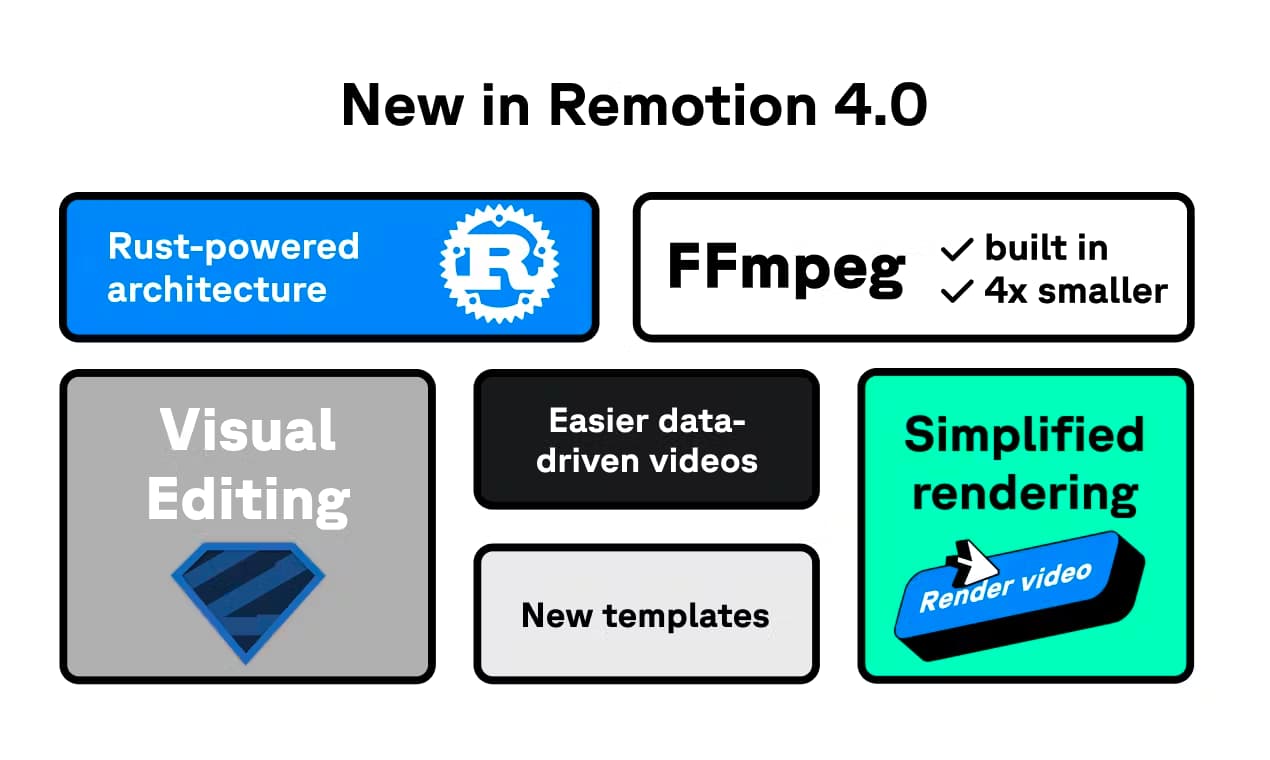 New in Remotion 4.0
Rust-powered
architecture
R
FFmpeg
built in
4x smaller
Visual
Editing
Easier data-
driven videos
New templates
Simplified
rendering
Render video